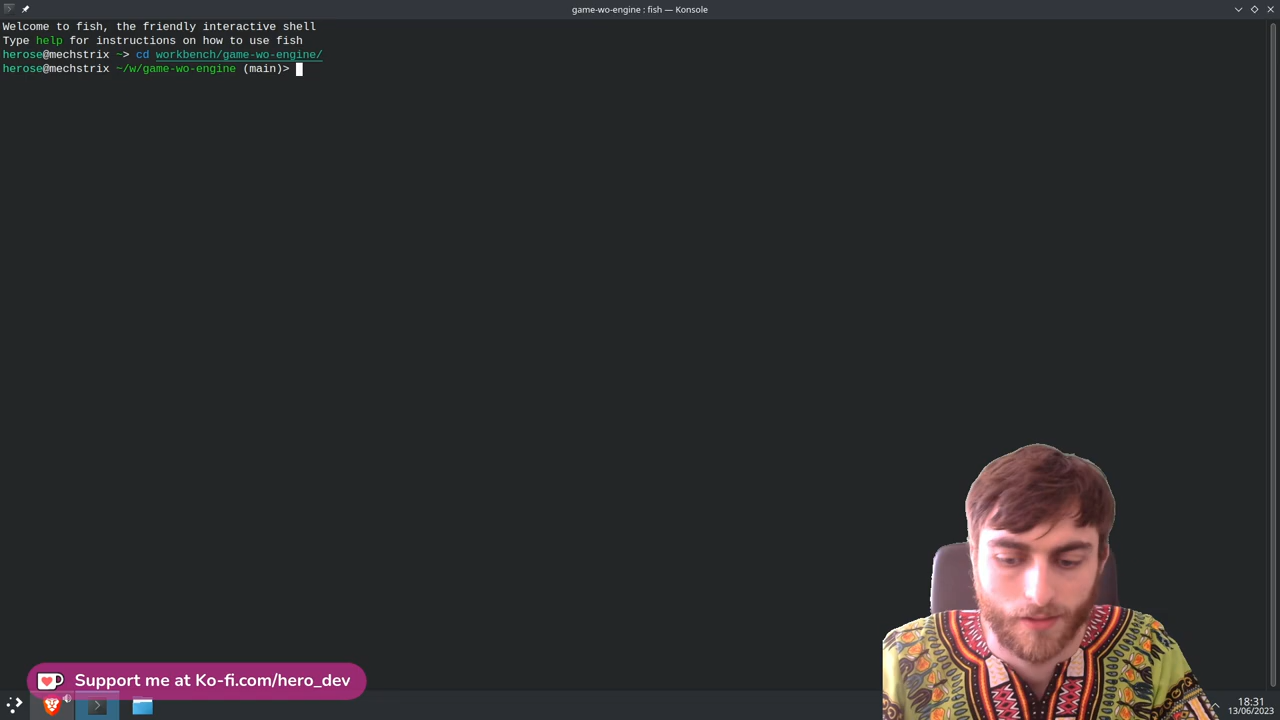 game-wo-engine : fish — Konsole
Welcome to fish, the friendly interactive shell
Type help for instructions on how to use fish
herose@mechstrix ~> cd workbench/game-wo-engine/
herose@mechstrix ~/w/game-wo-engine (main)>
Support me at Ko-fi.com/hero_dev
18:31
13/06/2023